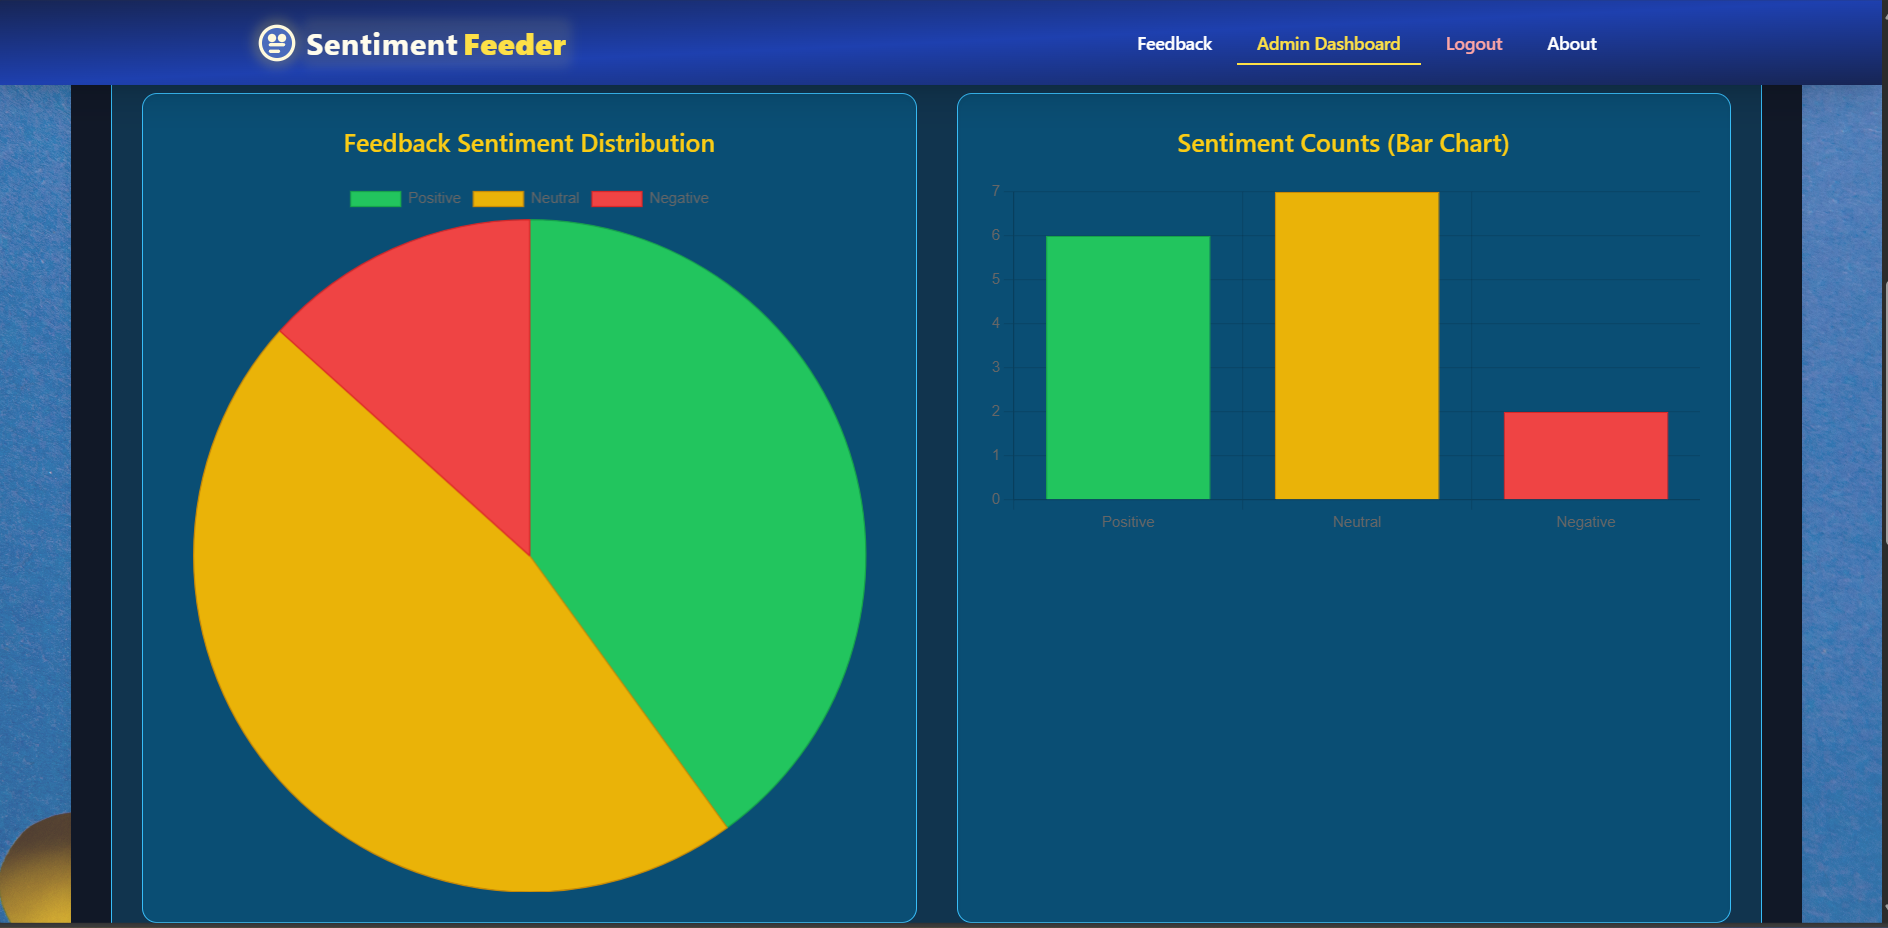 Sentiment Feeder
Feedback Admin Dashboard Logout About
Feedback Sentiment Distribution
Positive Neutral Negative
Sentiment Counts (Bar Chart)
7
6
5
4
3
2
1
0
Positive Neutral Negative